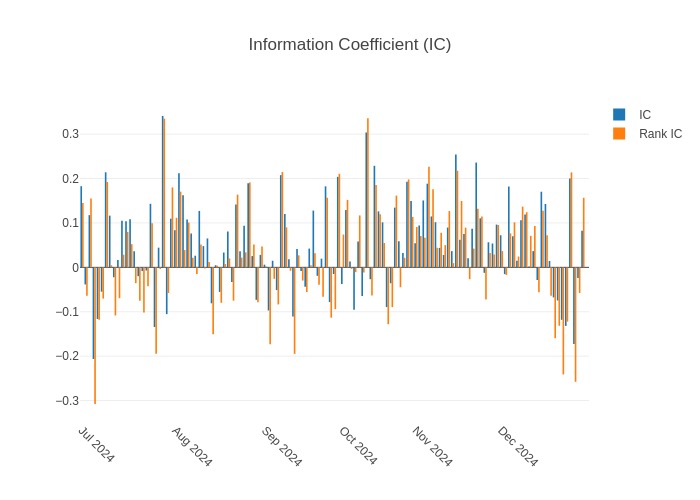 Information Coefficient (IC)
IC
Rank IC
0.3
0.2
0.1
0
−0.1
−0.2
−0.3
Jul 2024
Aug 2024
Sep 2024
Oct 2024
Nov 2024
Dec 2024